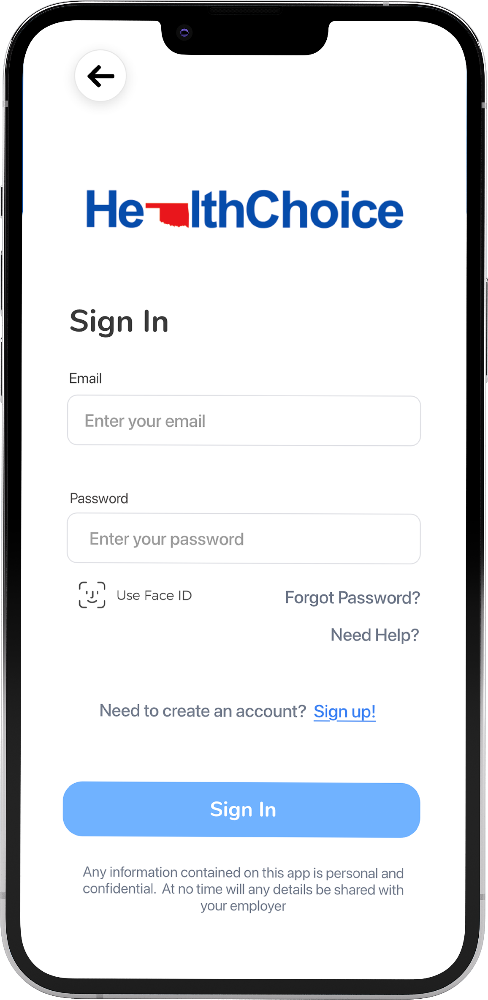 HealthChoice
Sign In
Email
Enter your email
Password
Enter your password
Use Face ID
Forgot Password?
Need Help?
Need to create an account? Sign up!
Sign In
Any information contained on this app is personal and
confidential. At no time will any details be shared with
your employer